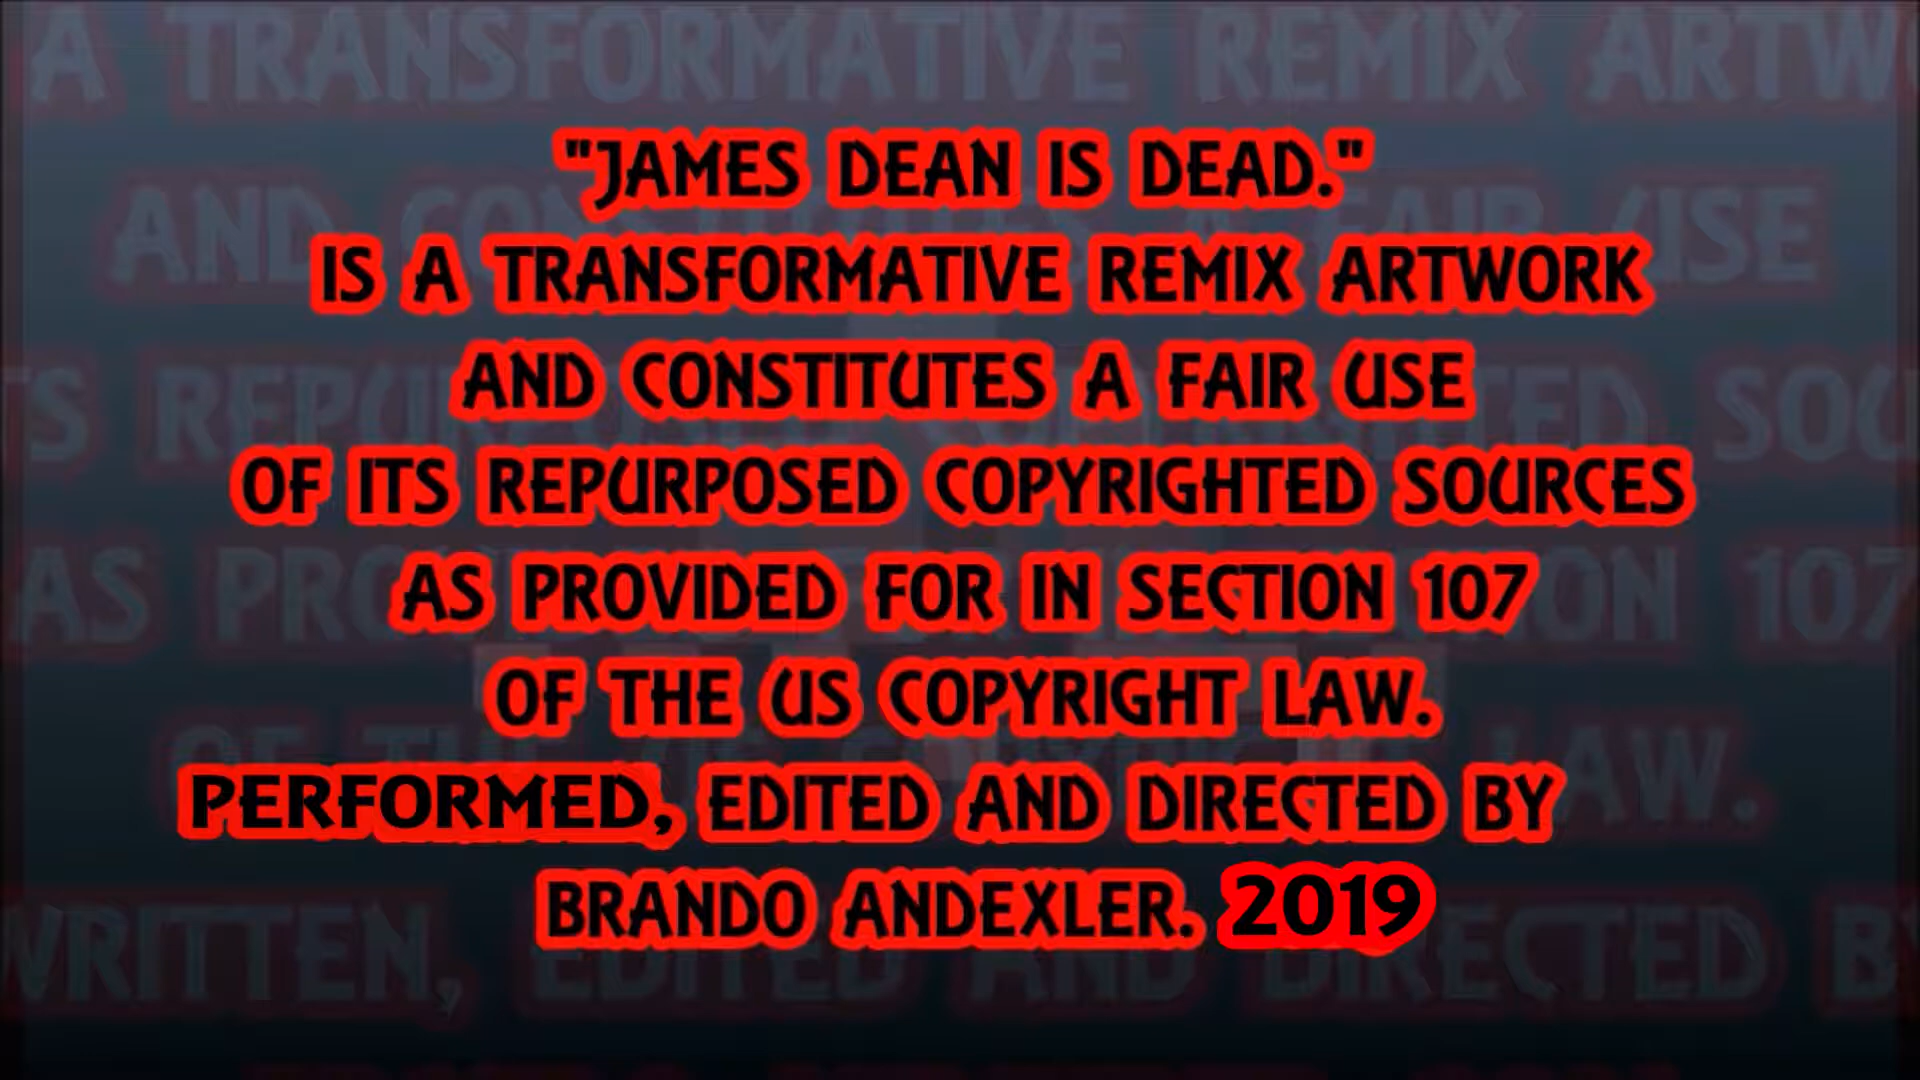 "JAMES DEAN IS DEAD."
IS A TRANSFORMATIVE REMIX ARTWORK
AND CONSTITUTES A FAIR USE
OF ITS REPURPOSED COPYRIGHTED SOURCES
AS PROVIDED FOR IN SECTION 107
OF THE US COPYRIGHT LAW.
PERFORMED, EDITED AND DIRECTED BY
BRANDO ANDEXLER. 2019